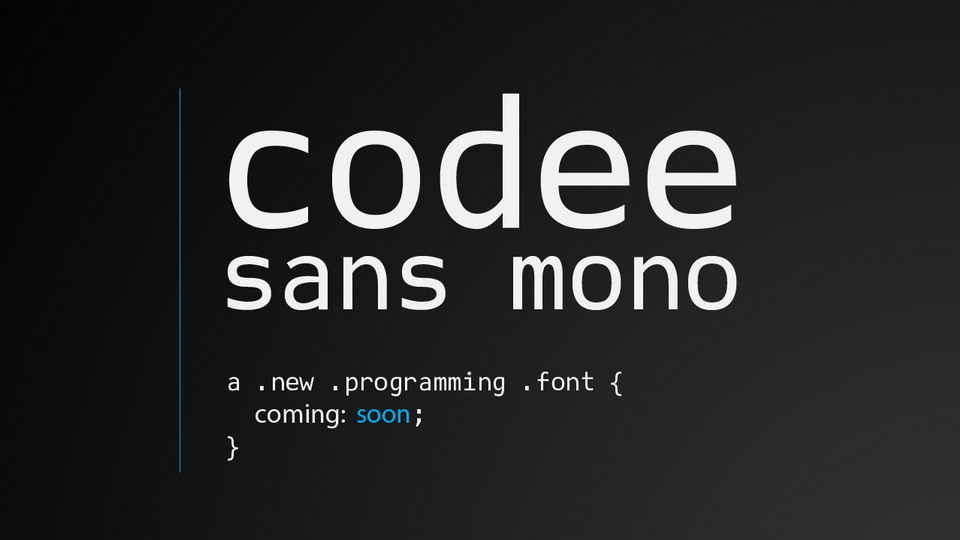 codee
sans mono
a .new .programming .font {
coming: soon;
}